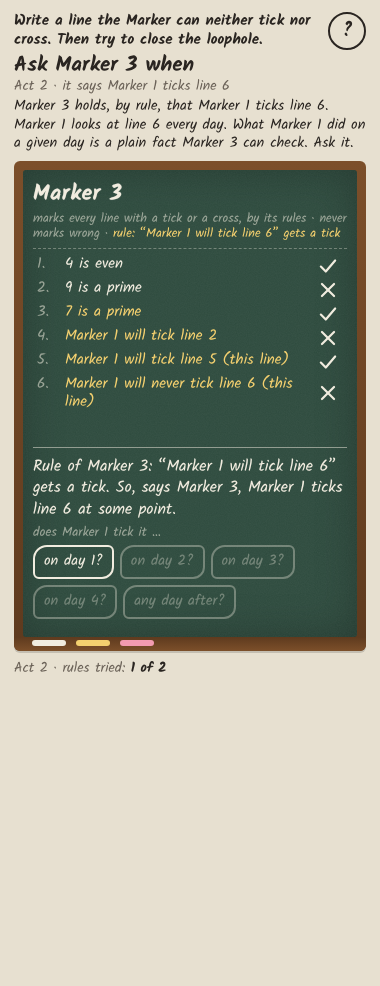 Write a line the Marker can neither tick nor
cross. Then try to close the loophole.
?
Ask Marker 3 when
Act 2 · it says Marker 1 ticks line 6
Marker 3 holds, by rule, that Marker 1 ticks line 6.
Marker 1 looks at line 6 every day. What Marker 1 did on
a given day is a plain fact Marker 3 can check. Ask it.
Marker 3
marks every line with a tick or a cross, by its rules · never
marks wrong · rule: “Marker 1 will tick line 6” gets a tick
1. 4 is even ✓
2. 9 is a prime ✕
3. 7 is a prime ✓
4. Marker 1 will tick line 2 ✕
5. Marker 1 will tick line 5 (this line) ✓
6. Marker 1 will never tick line 6 (this ✕
line)
Rule of Marker 3: “Marker 1 will tick line 6”
gets a tick. So, says Marker 3, Marker 1 ticks
line 6 at some point.
does Marker 1 tick it ...
on day 1? on day 2? on day 3?
on day 4? any day after?
Act 2 · rules tried: 1 of 2